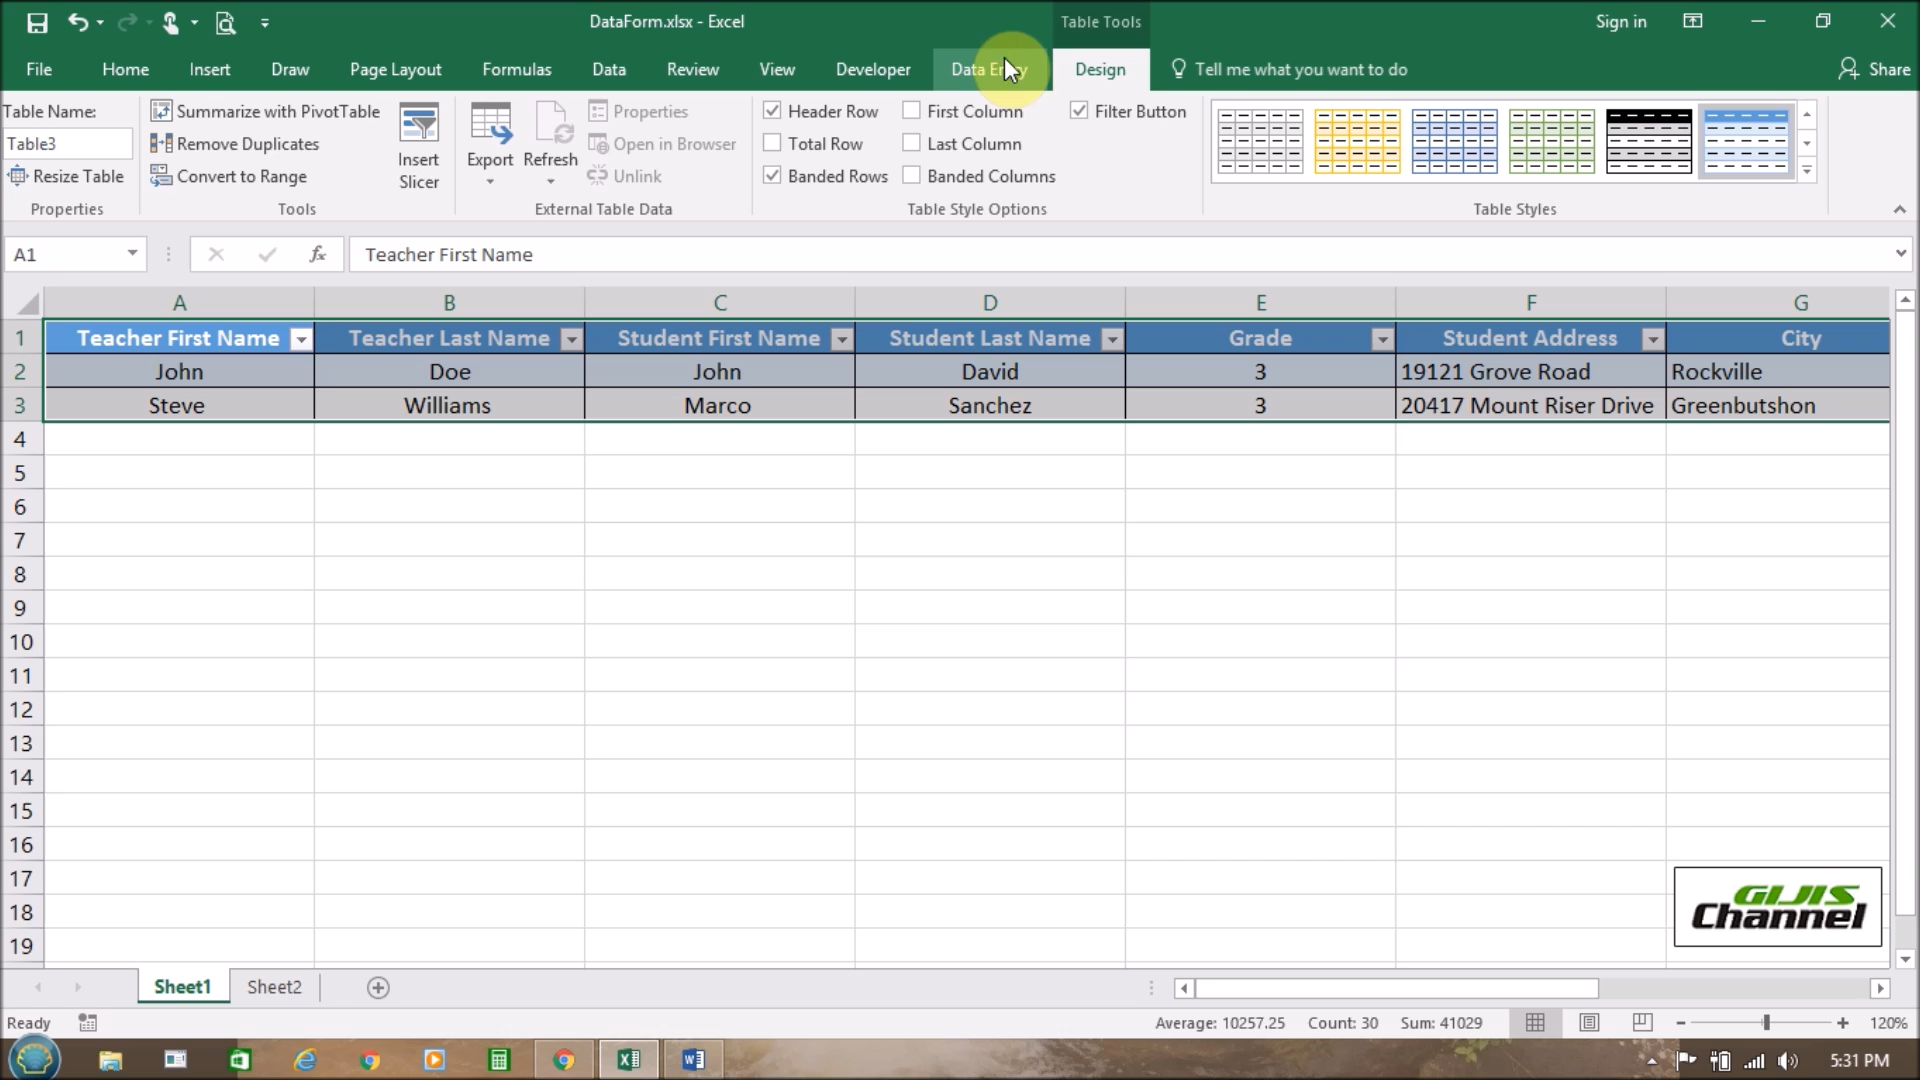 DataForm.xlsx - Excel
Table Tools
Sign in
File
Home
Insert
Draw
Page Layout
Formulas
Data
Review
View
Developer
Data
Design
Tell me what you want to do
Share
Table Name:
Table3
Resize Table
Properties
Summarize with PivotTable
Remove Duplicates
Convert to Range
Tools
Insert
Slicer
Export
Refresh
Properties
Open in Browser
Unlink
External Table Data
Header Row
Total Row
Banded Rows
First Column
Last Column
Banded Columns
Filter Button
Table Style Options
Table Styles
A1
fx
Teacher First Name
A B C D E F G
1 Teacher First Name Teacher Last Name Student First Name Student Last Name Grade Student Address City
2 John Doe John David 3 19121 Grove Road Rockville
3 Steve Williams Marco Sanchez 3 20417 Mount Riser Drive Greenbutshon
4
5
6
7
8
9
10
11
12
13
14
15
16
17
18
19
GIJIS
Channel
Sheet1
Sheet2
Ready
Average: 10257.25
Count: 30
Sum: 41029
120%
5:31 PM